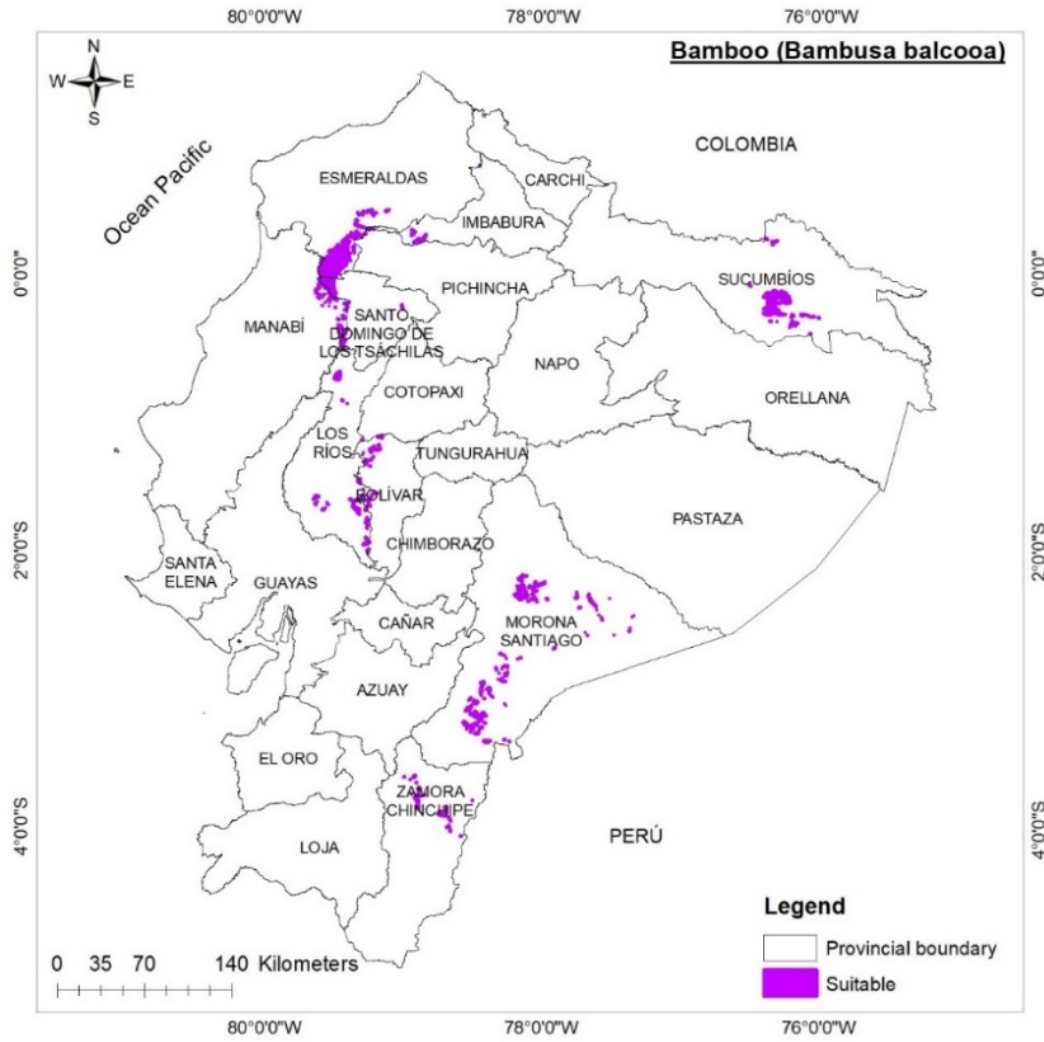 80°0'0"W
78°0'0"W
76°0'0"W
Bamboo (Bambusa balcooa)
N
W
E
S
COLOMBIA
Ocean Pacific
ESMERALDAS
CARCHI
IMBABURA
0°0'0"
0°0'0"
SUCUMBÍOS
PICHINCHA
MANABÍ
SANTO
DOMINGO DE
LOS TSÁCHILAS
NAPO
COTOPAXI
ORELLANA
LOS
RÍOS
TUNGURAHUA
BOLÍVAR
PASTAZA
CHIMBORAZO
2°0'0"S
2°0'0"S
SANTA
ELENA
GUAYAS
CAÑAR
MORONA
SANTIAGO
AZUAY
EL ORO
ZAMORA
CHINCHIPE
4°0'0"S
4°0'0"S
PERÚ
LOJA
Legend
Provincial boundary
Suitable
0 35 70 140 Kilometers
80°0'0"W
78°0'0"W
76°0'0"W